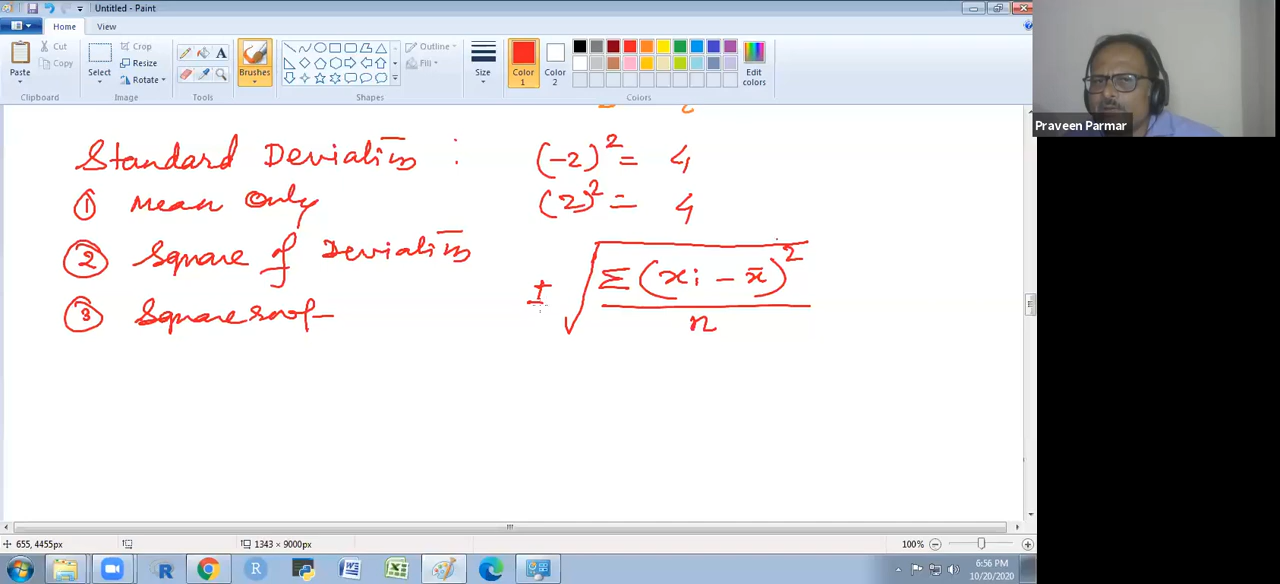 Untitled - Paint
Home View
Cut
Copy
Paste
Clipboard
Select
Crop
Resize
Rotate
Image
Tools
Brushes
Shapes
Outline
Fill
Size
Color 1
Color 2
Edit colors
Colors
Praveen Parmar
Standard Deviation : (-2)² = 4
① Mean Only (2)² = 4
② Square of Deviation
③ Squareroot ± √(Σ(xi - x̄)² / n)
655, 4455px 1343 × 9000px 100%
6:56 PM
10/20/2020